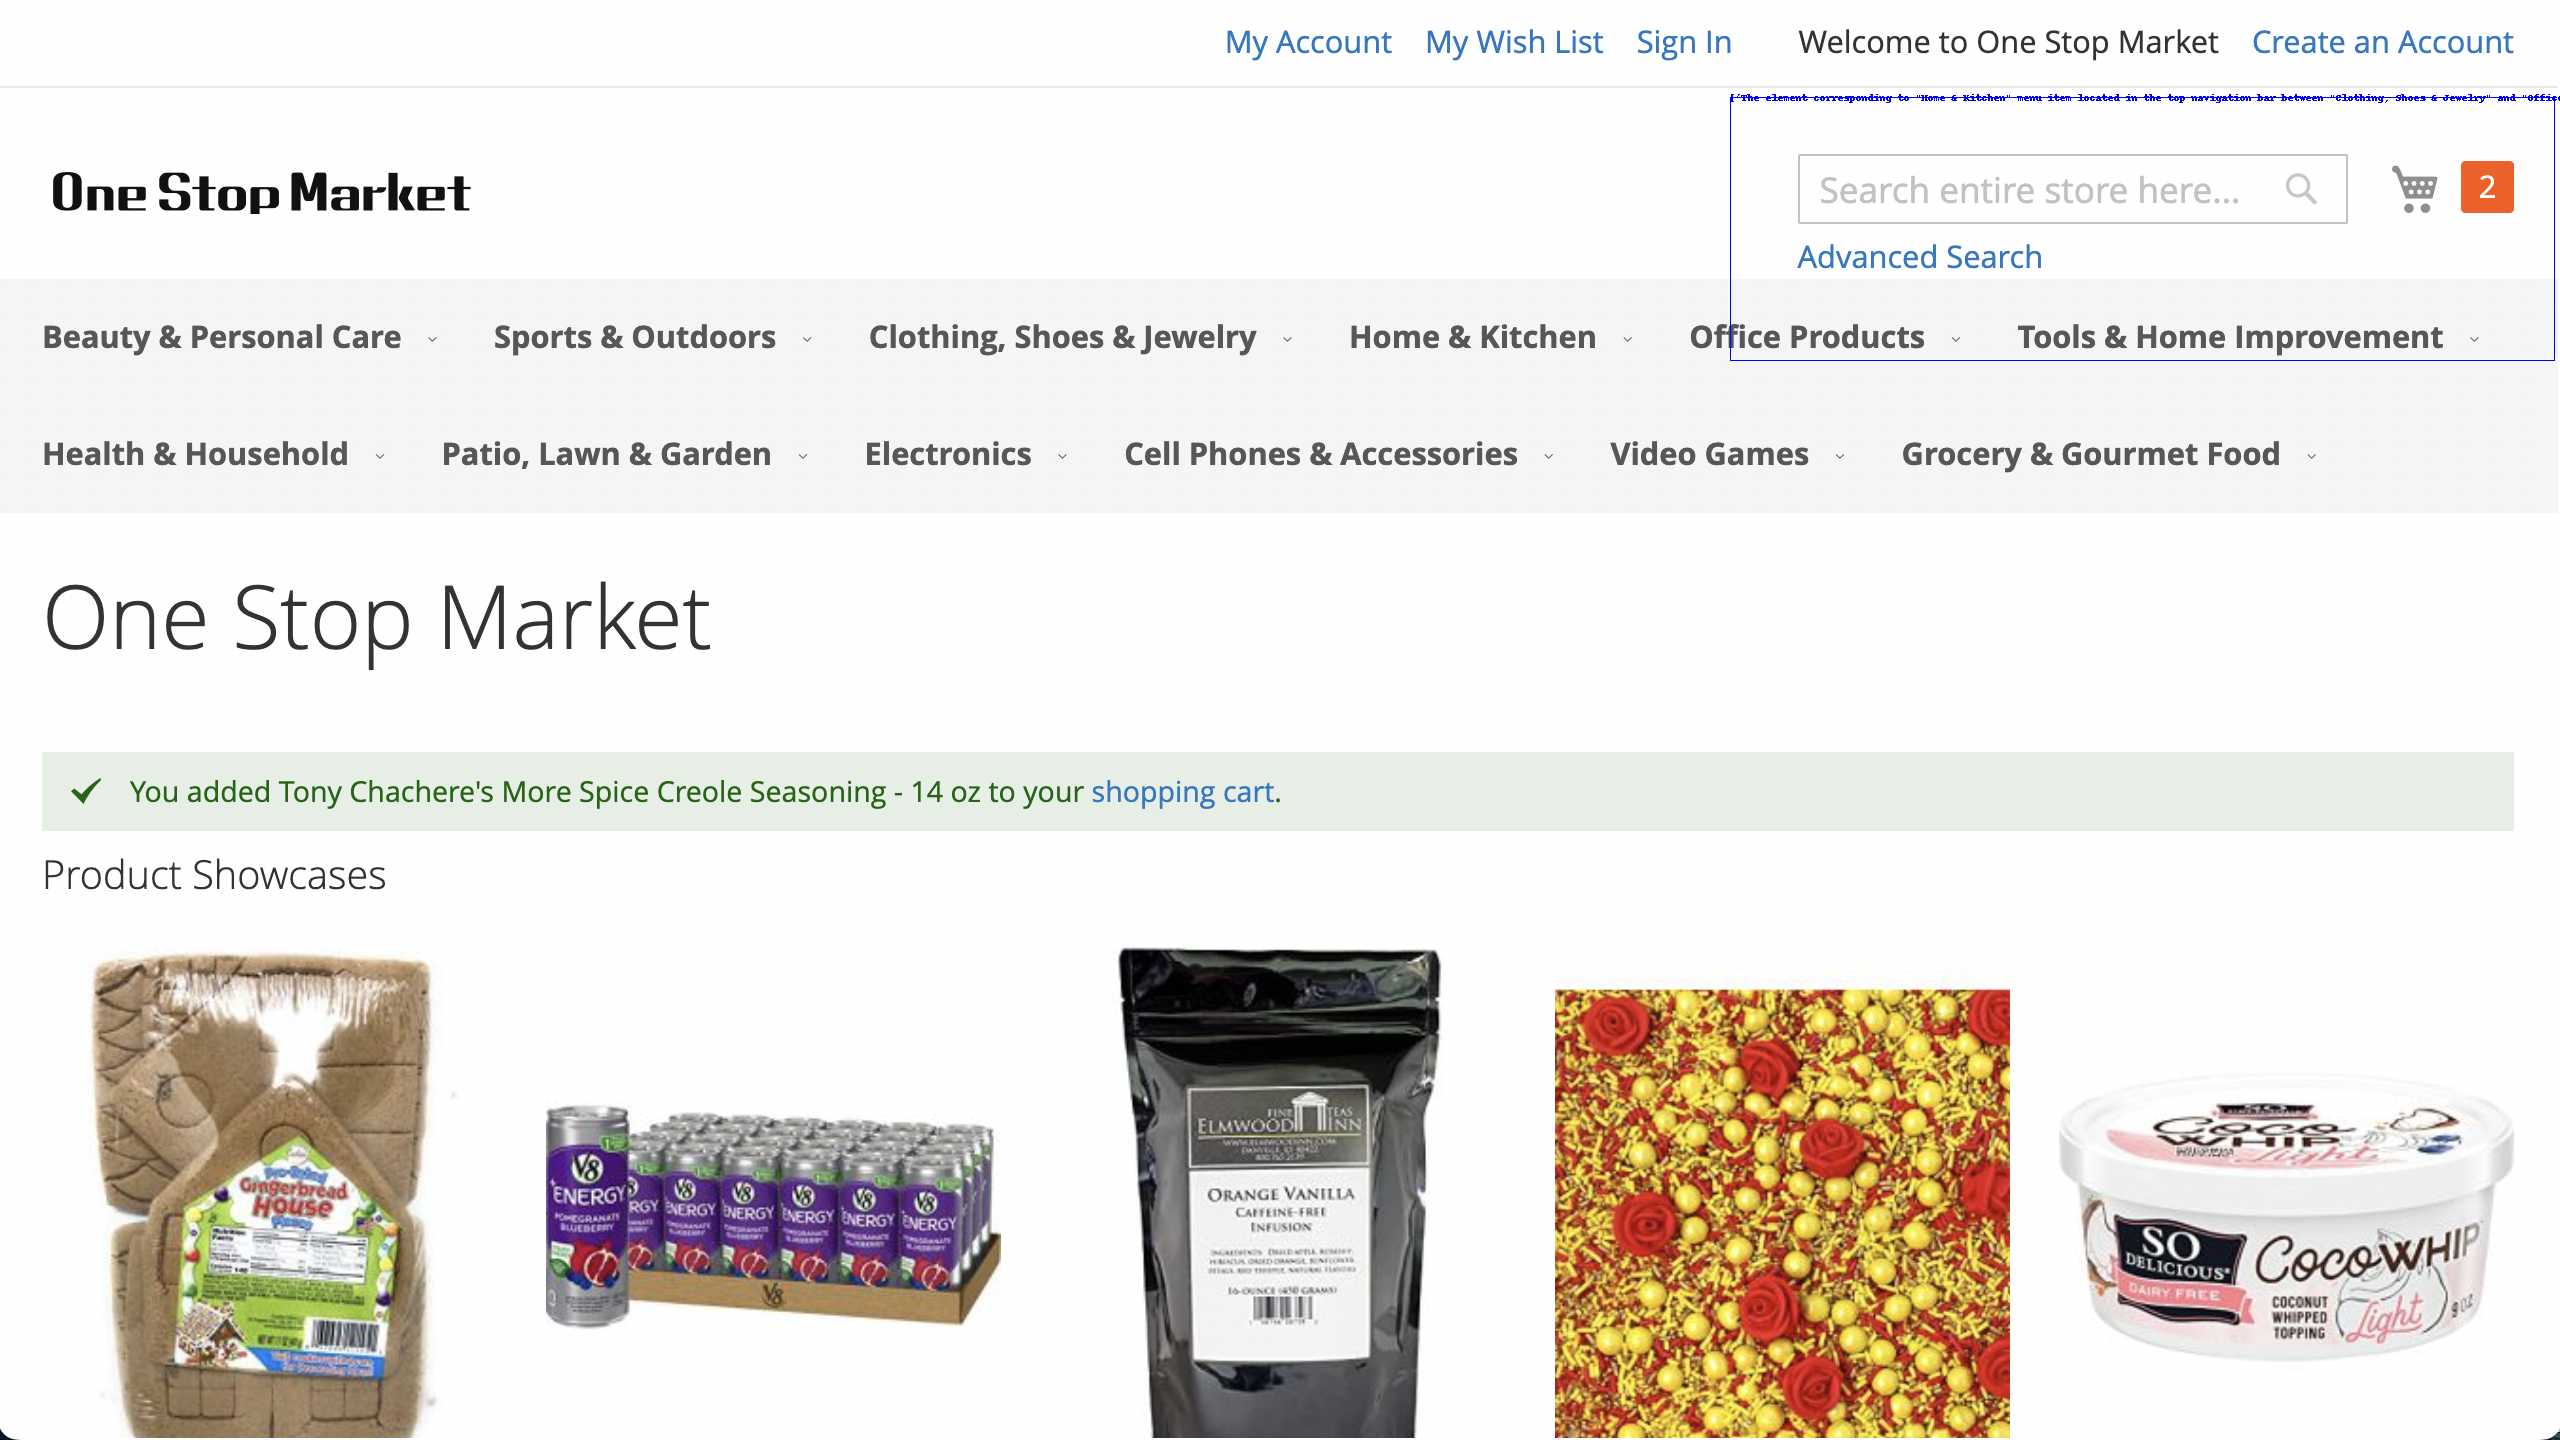 My Account My Wish List Sign In Welcome to One Stop Market Create an Account
['The element corresponding to "Home & Kitchen" menu item located in the top navigation bar between "Clothing, Shoes & Jewelry" and "Offic
One Stop Market
Search entire store here...
2
Advanced Search
Beauty & Personal Care Sports & Outdoors Clothing, Shoes & Jewelry Home & Kitchen Office Products Tools & Home Improvement
Health & Household Patio, Lawn & Garden Electronics Cell Phones & Accessories Video Games Grocery & Gourmet Food
One Stop Market
You added Tony Chachere's More Spice Creole Seasoning - 14 oz to your shopping cart.
Product Showcases
Gingerbread
House
V8
+ENERGY
POMEGRANATE
BLUEBERRY
V8
FINE TEAS
ELMWOOD INN
WWW.ELMWOODINN.COM
ORANGE VANILLA
CAFFEINE-FREE
INFUSION
16-OUNCE (450 GRAMS)
COCO
WHIP
Light
SO
DELICIOUS
DAIRY FREE
COCOWHIP
Light
COCONUT
WHIPPED
TOPPING
9 OZ